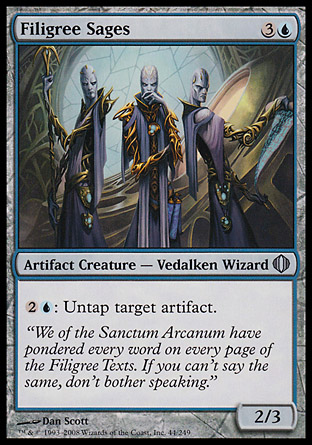 Filigree Sages 3
Artifact Creature — Vedalken Wizard
2: Untap target artifact.
“We of the Sanctum Arcanum have
pondered every word on every page of
the Filigree Texts. If you can’t say the
same, don’t bother speaking.”
Dan Scott
™ & © 1993-2008 Wizards of the Coast, Inc. 44/249
2/3